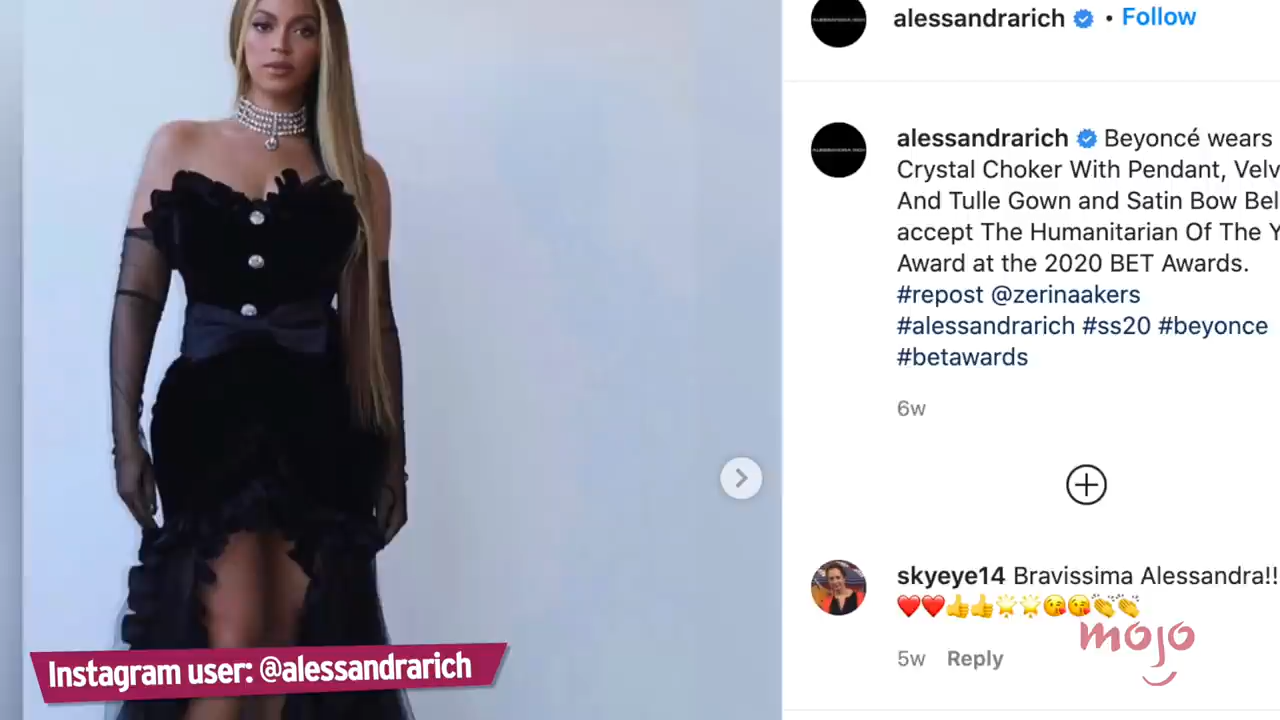 alessandrarich • Follow
alessandrarich Beyoncé wears
Crystal Choker With Pendant, Velv
And Tulle Gown and Satin Bow Bel
accept The Humanitarian Of The Y
Award at the 2020 BET Awards.
#repost @zerinaakers
#alessandrarich #ss20 #beyonce
#betawards
6w
skyeye14 Bravissima Alessandra!!
❤️❤️👍👍🌟🌟😘😘👏👏
5w Reply
mojo
Instagram user: @alessandrarich